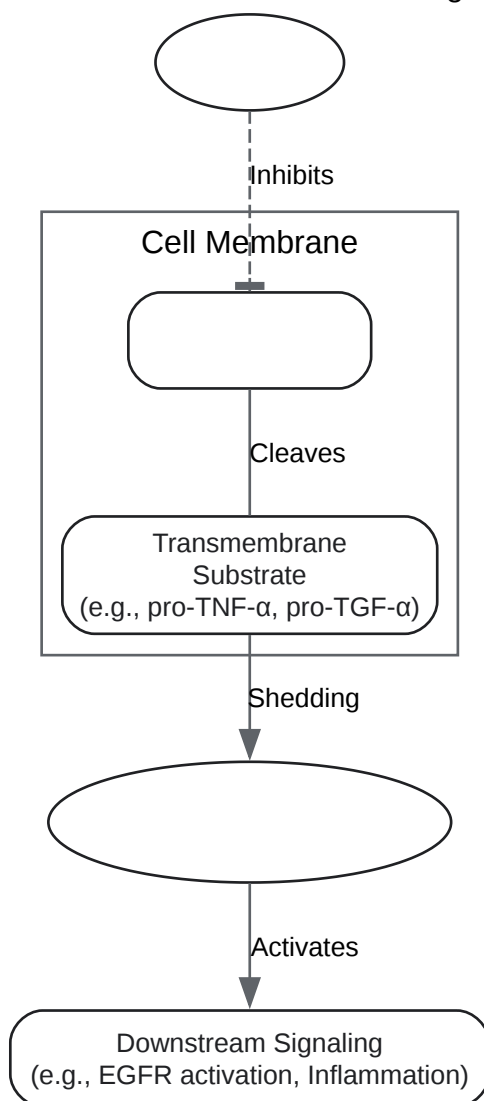 Inhibits
Cell Membrane
Cleaves
Transmembrane
Substrate
(e.g., pro-TNF-α, pro-TGF-α)
Shedding
Activates
Downstream Signaling
(e.g., EGFR activation, Inflammation)